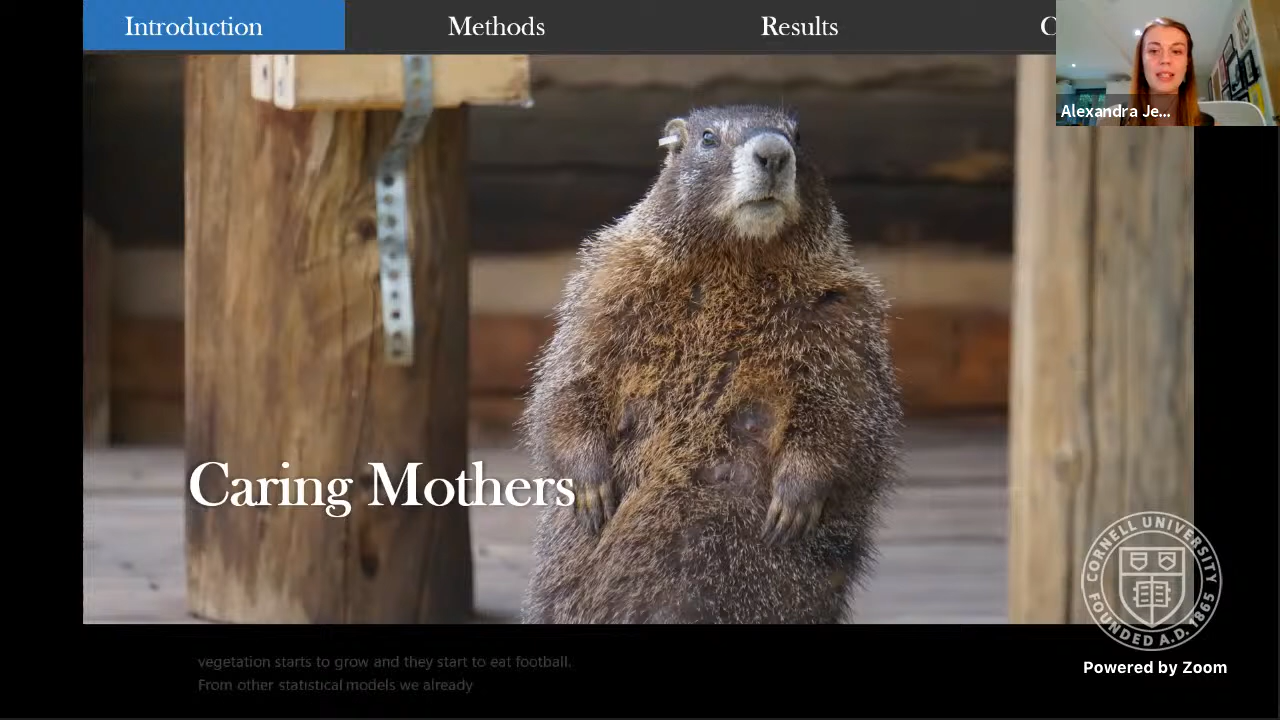 Introduction
Methods
Results
C
Alexandra Je...
Caring Mothers
CORNELL UNIVERSITY
FOUNDED A.D. 1865
Powered by Zoom
vegetation starts to grow and they start to eat football.
From other statistical models we already